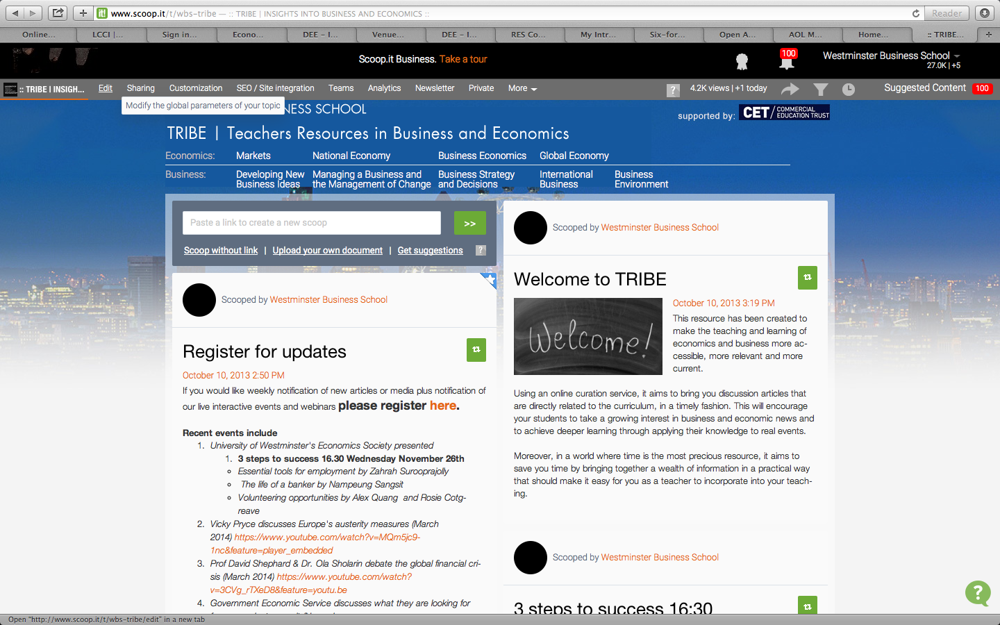 www.scoop.it/t/wbs-tribe — :: TRIBE | INSIGHTS INTO BUSINESS AND ECONOMICS ::
Reader
Online...
LCCI |...
Sign in...
Econo...
DEE - I...
Venue...
DEE - I...
RES Co...
My Intr...
Six-for...
Open A...
AOL M...
Home...
:: TRIBE...
Scoop.it Business. Take a tour
100
Westminster Business School
27.0K | +5
:: TRIBE | INSIGH...
Edit
Sharing
Customization
SEO / Site integration
Teams
Analytics
Newsletter
Private
More
?
4.2K views | +1 today
Suggested Content
100
Modify the global parameters of your topic
NESS SCHOOL
supported by:
CET/
COMMERCIAL
EDUCATION TRUST
TRIBE | Teachers Resources in Business and Economics
Economics:
Markets
National Economy
Business Economics
Global Economy
Business:
Developing New
Business Ideas
Managing a Business and
the Management of Change
Business Strategy
and Decisions
International
Business
Business
Environment
Paste a link to create a new scoop
>>
Scoop without link | Upload your own document | Get suggestions
?
Scooped by Westminster Business School
Register for updates
October 10, 2013 2:50 PM
If you would like weekly notification of new articles or media plus notification of
our live interactive events and webinars please register here.
Recent events include
1. University of Westminster's Economics Society presented
1. 3 steps to success 16.30 Wednesday November 26th
Essential tools for employment by Zahrah Surooprajolly
The life of a banker by Nampeung Sangsit
Volunteering opportunities by Alex Quang and Rosie Cotg-
reave
2. Vicky Pryce discusses Europe's austerity measures (March
2014) https://www.youtube.com/watch?v=MQm5jc9-
1nc&feature=player_embedded
3. Prof David Shephard & Dr. Ola Sholarin debate the global financial cri-
sis (March 2014) https://www.youtube.com/watch?
v=3CVg_rTXeD8&feature=youtu.be
4. Government Economic Service discusses what they are looking for
Scooped by Westminster Business School
Welcome to TRIBE
Welcome!
October 10, 2013 3:19 PM
This resource has been created to
make the teaching and learning of
economics and business more ac-
cessible, more relevant and more
current.
Using an online curation service, it aims to bring you discussion articles that
are directly related to the curriculum, in a timely fashion. This will encourage
your students to take a growing interest in business and economic news and
to achieve deeper learning through applying their knowledge to real events.
Moreover, in a world where time is the most precious resource, it aims to
save you time by bringing together a wealth of information in a practical way
that should make it easy for you as a teacher to incorporate into your teach-
ing.
Scooped by Westminster Business School
3 steps to success 16:30
?
Open "http://www.scoop.it/t/wbs-tribe/edit" in a new tab